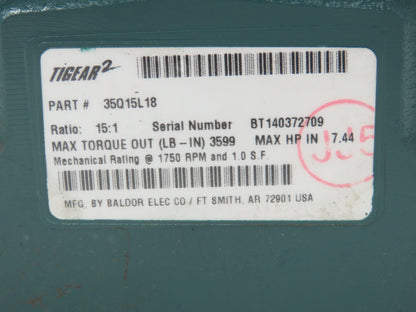 TIGEAR2
PART # 35Q15L18
Ratio: 15:1 Serial Number BT140372709
MAX TORQUE OUT (LB-IN) 3599 MAX HP IN 7.44
Mechanical Rating @ 1750 RPM and 1.0 S.F.
MFG. BY BALDOR ELEC CO / FT SMITH, AR 72901 USA
JJ5